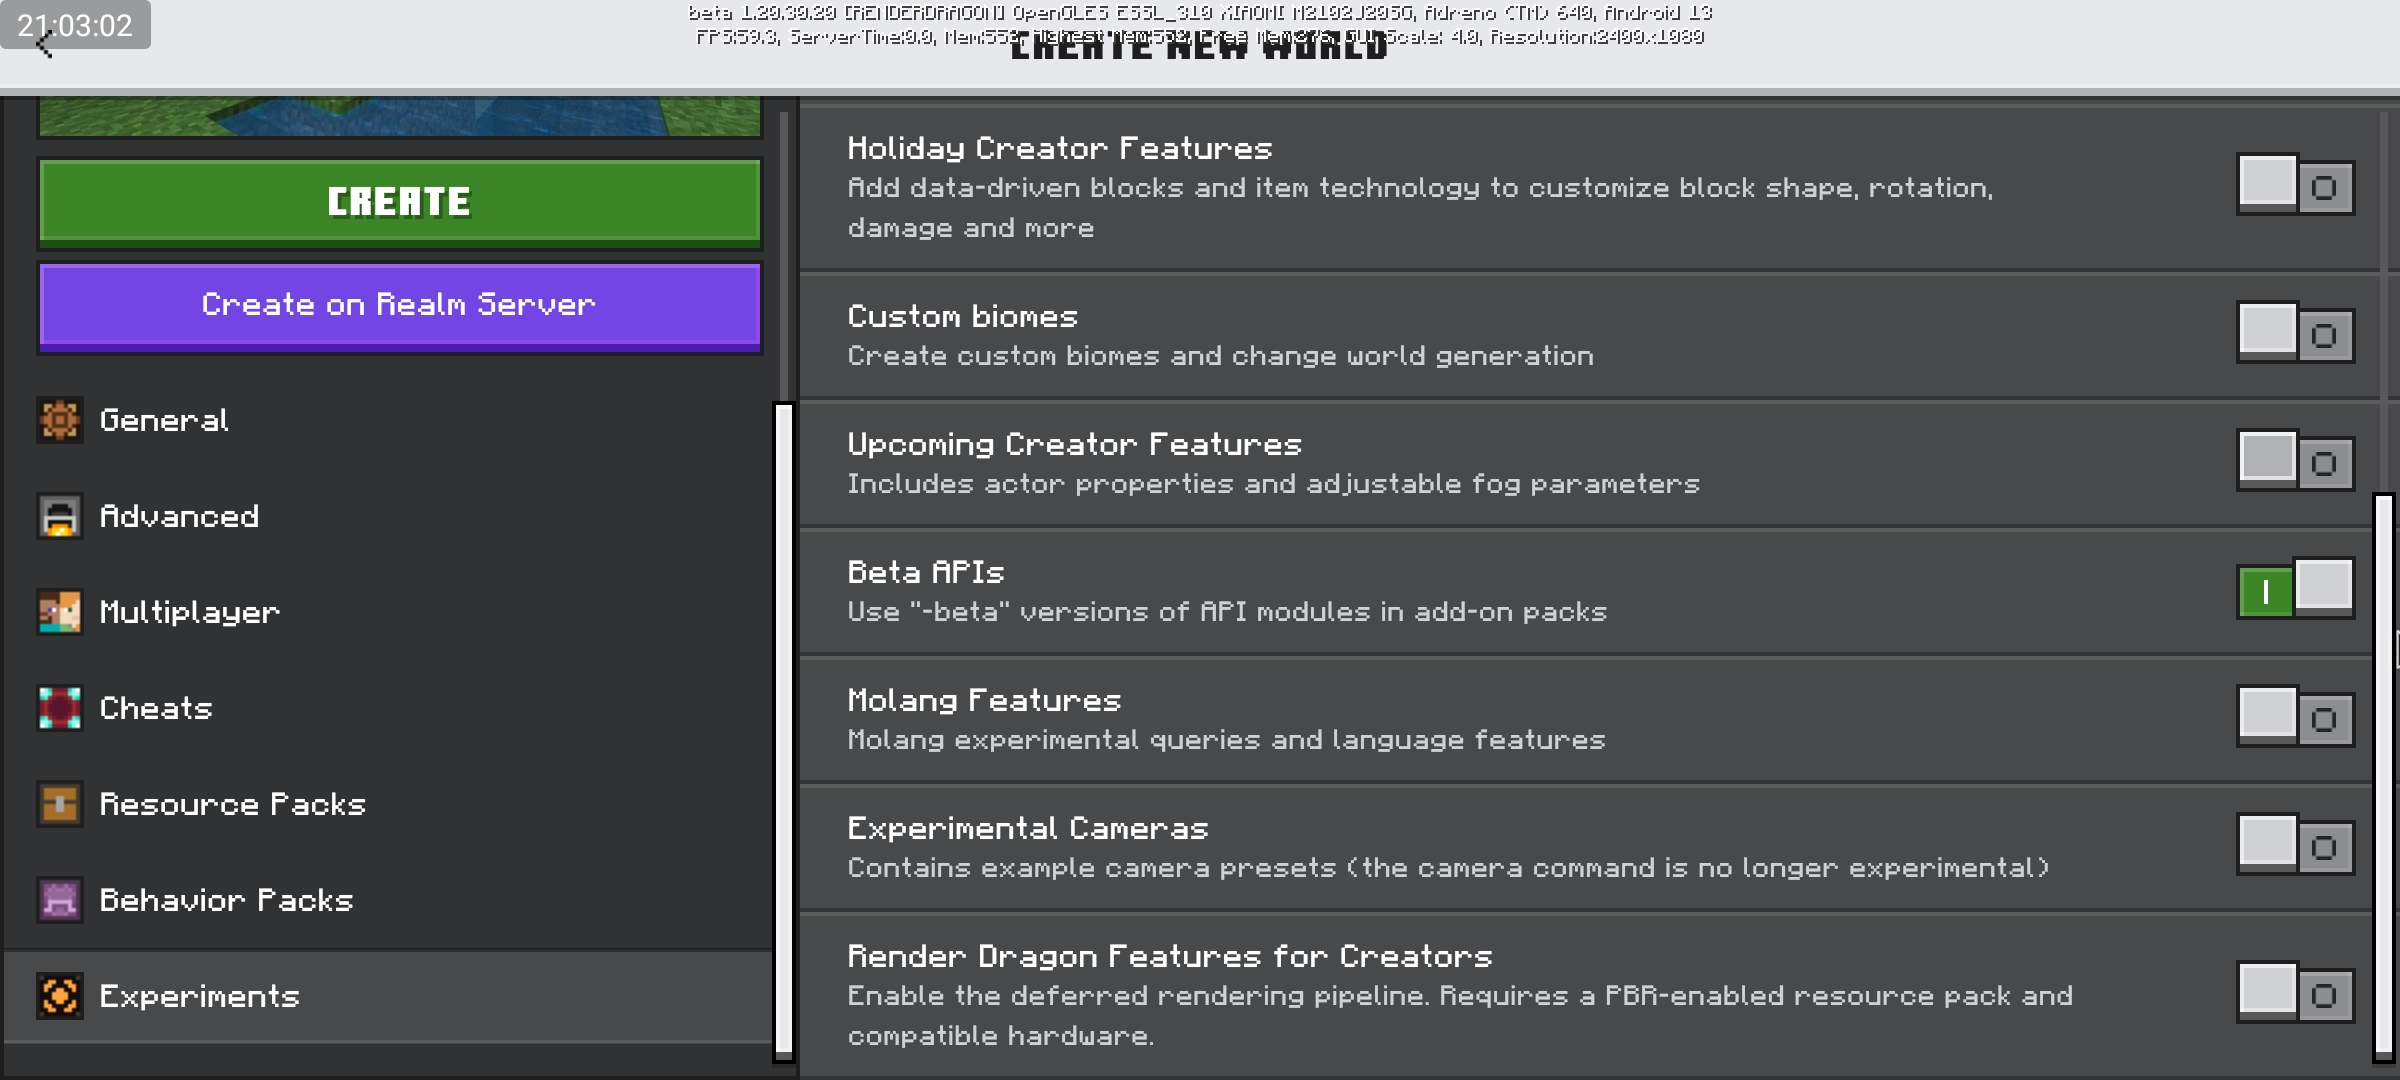 21:03:02
beta 1.20.30.20 [RENDERDRAGON] OpenGLES ESSL_310 XIAOMI M2102J20SG, Adreno (TM) 640, Android 13
FPS:59.3, ServerTime:0.0, Mem:552, Highest Mem:552, Free Mem:276, GUI Scale: 4.0, Resolution:2400x1080
CREATE NEW WORLD
CREATE
Create on Realm Server
General
Advanced
Multiplayer
Cheats
Resource Packs
Behavior Packs
Experiments
Holiday Creator Features
Add data-driven blocks and item technology to customize block shape, rotation,
damage and more
Custom biomes
Create custom biomes and change world generation
Upcoming Creator Features
Includes actor properties and adjustable fog parameters
Beta APIs
Use "-beta" versions of API modules in add-on packs
Molang Features
Molang experimental queries and language features
Experimental Cameras
Contains example camera presets (the camera command is no longer experimental)
Render Dragon Features for Creators
Enable the deferred rendering pipeline. Requires a PBR-enabled resource pack and
compatible hardware.